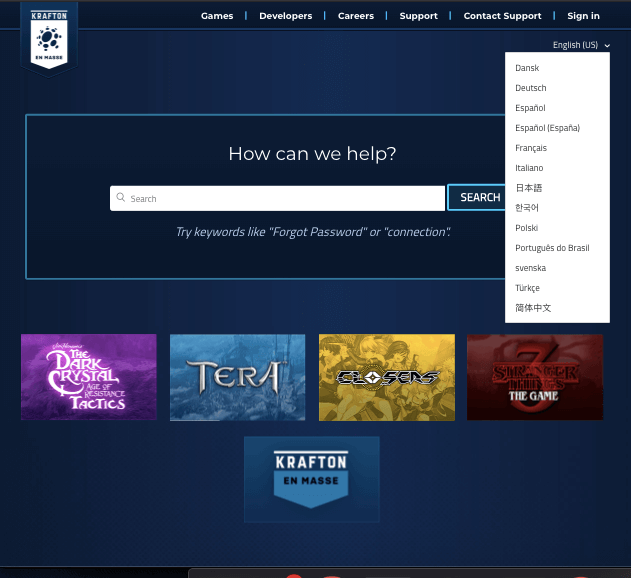 KRAFTON
EN MASSE
Games | Developers | Careers | Support | Contact Support | Sign in
English (US)
Dansk
Deutsch
Español
Español (España)
Français
Italiano
日本語
한국어
Polski
Português do Brasil
svenska
Türkçe
简体中文
How can we help?
Search
SEARCH
Try keywords like "Forgot Password" or "connection".
Jim Henson's
THE
DARK
CRYSTAL
AGE OF
RESISTANCE
TACTICS
TERA
CLOSERS
STRANGER
THINGS
3
THE GAME
KRAFTON
EN MASSE